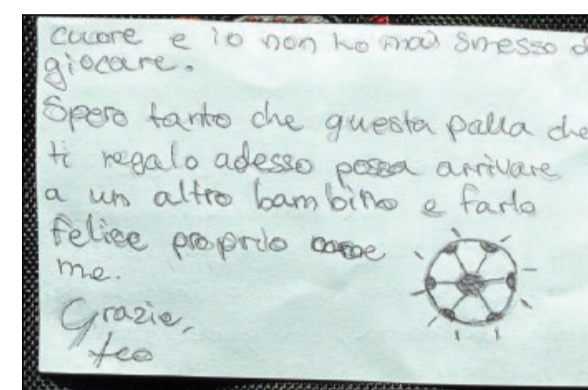 cuore e io non ho mai smesso d
giocare.
Spero tanto che questa palla che
ti regalo adesso possa arrivare
a un altro bambino e farlo
felice proprio come
me.
Grazie,
teo